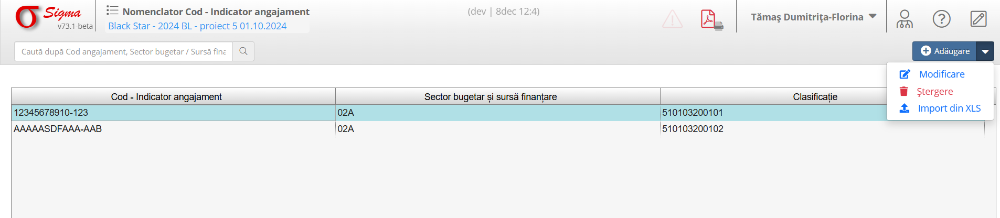 σ Sigma
v73.1-beta
Nomenclator Cod - Indicator angajament
Black Star - 2024 BL - proiect 5 01.10.2024
(dev | 8dec 12:4)
Tămaş Dumitriţa-Florina
Caută după Cod angajament, Sector bugetar / Sursă fina
Adăugare
Modificare
Ştergere
Import din XLS
Cod - Indicator angajament Sector bugetar și sursă finanțare Clasificație
12345678910-123 02A 510103200101
AAAAASDFAAA-AAB 02A 510103200102